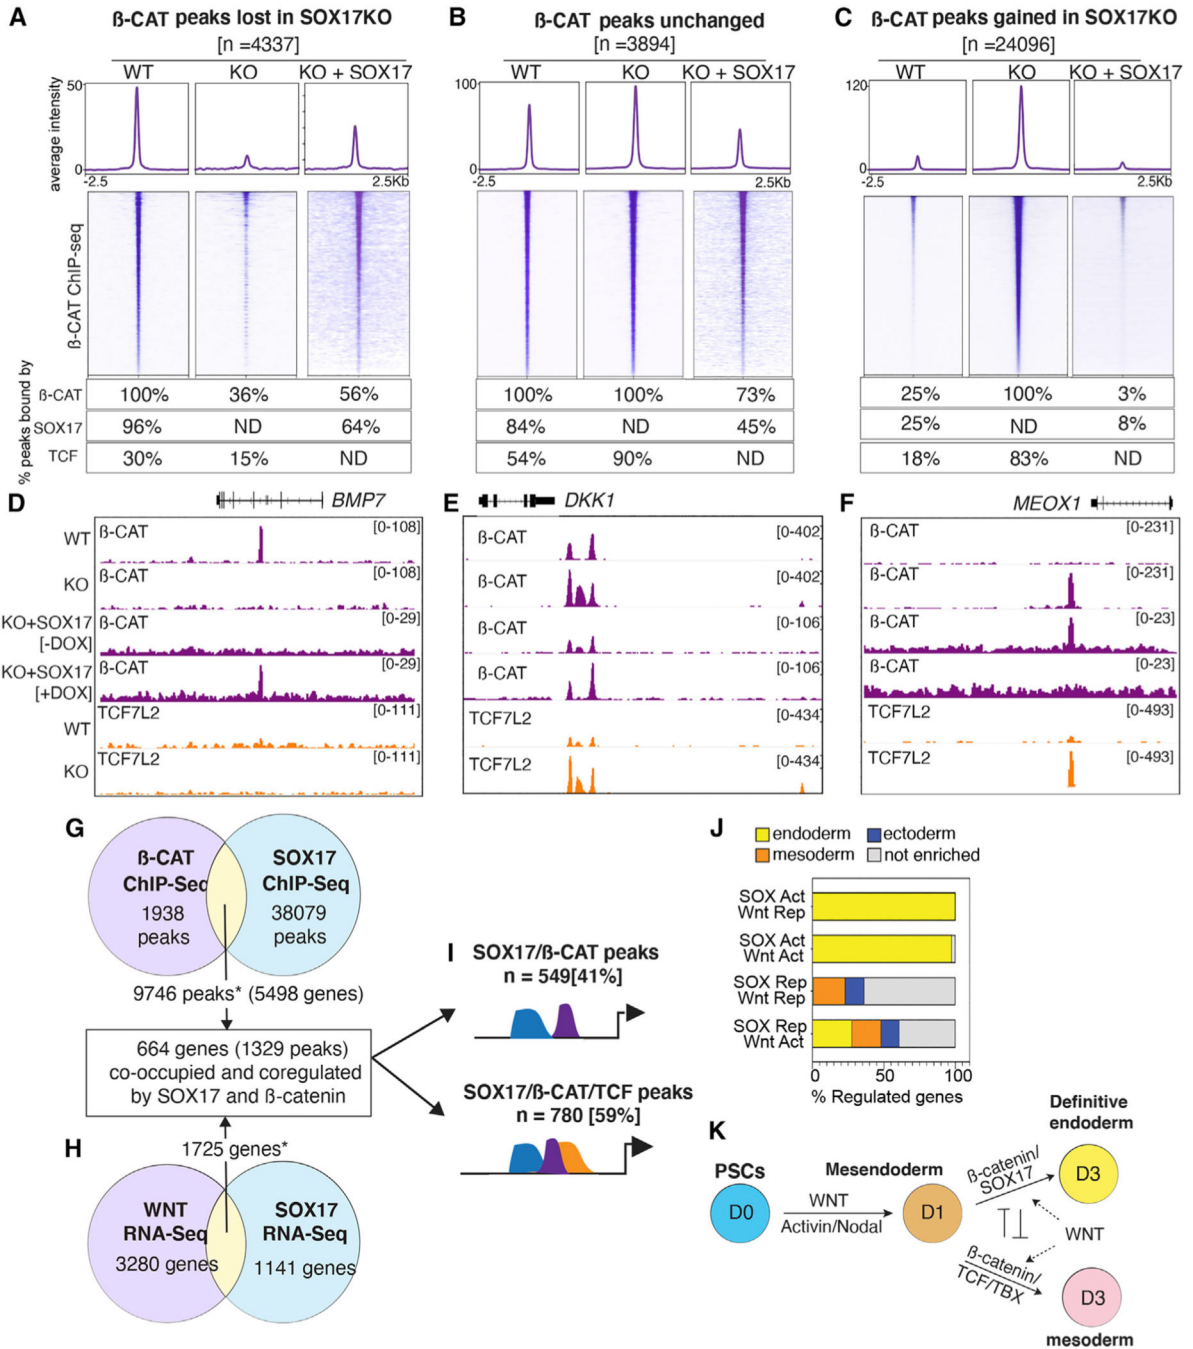 A
ß-CAT peaks lost in SOX17KO
[n =4337]
WT KO KO + SOX17
average intensity
50
0
-2.5 2.5Kb
ß-CAT ChIP-seq
% peaks bound by
ß-CAT 100% 36% 56%
SOX17 96% ND 64%
TCF 30% 15% ND
B
ß-CAT peaks unchanged
[n =3894]
WT KO KO + SOX17
100
0
-2.5 2.5Kb
100% 100% 73%
84% ND 45%
54% 90% ND
C
ß-CAT peaks gained in SOX17KO
[n =24096]
WT KO KO + SOX17
120
0
-2.5 2.5Kb
25% 100% 3%
25% ND 8%
18% 83% ND
D
BMP7
WT ß-CAT [0-108]
KO ß-CAT [0-108]
KO+SOX17 ß-CAT [0-29]
[-DOX]
KO+SOX17 ß-CAT [0-29]
[+DOX]
WT TCF7L2 [0-111]
KO TCF7L2 [0-111]
E
DKK1
ß-CAT [0-402]
ß-CAT [0-402]
ß-CAT [0-106]
ß-CAT [0-106]
TCF7L2 [0-434]
TCF7L2 [0-434]
F
MEOX1
ß-CAT [0-231]
ß-CAT [0-231]
ß-CAT [0-23]
ß-CAT [0-23]
TCF7L2 [0-493]
TCF7L2 [0-493]
G
ß-CAT
ChIP-Seq
1938
peaks
SOX17
ChIP-Seq
38079
peaks
9746 peaks* (5498 genes)
664 genes (1329 peaks)
co-occupied and coregulated
by SOX17 and ß-catenin
H
1725 genes*
WNT
RNA-Seq
3280 genes
SOX17
RNA-Seq
1141 genes
I
SOX17/ß-CAT peaks
n = 549[41%]
SOX17/ß-CAT/TCF peaks
n = 780 [59%]
J
endoderm ectoderm
mesoderm not enriched
SOX Act
Wnt Rep
SOX Act
Wnt Act
SOX Rep
Wnt Rep
SOX Rep
Wnt Act
0 50 100
% Regulated genes
K
PSCs
D0
WNT
Activin/Nodal
Mesendoderm
D1
ß-catenin/
SOX17
Definitive
endoderm
D3
WNT
ß-catenin/
TCF/TBX
D3
mesoderm